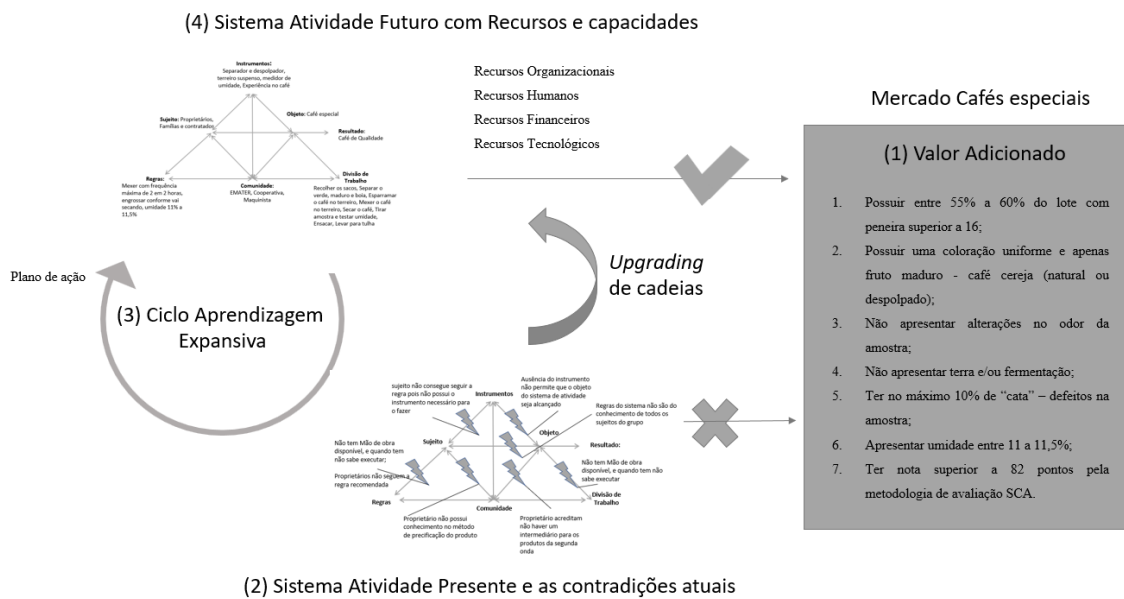 (4) Sistema Atividade Futuro com Recursos e capacidades
Instrumentos:
Separador e despolpador,
terreiro suspenso, medidor de
umidade, Experiência no café
Sujeito: Proprietários,
Famílias e contratados
Objeto: Café especial
Resultado:
Café de Qualidade
Regras:
Mexer com frequência
máxima de 2 em 2 horas,
engrossar conforme vai
secando, umidade 11% a
11,5%
Comunidade:
EMATER, Cooperativa,
Maquinista
Divisão de
Trabalho
Recolher os sacos, Separar o
verde, maduro e boia, Esparramar
o café no terreiro, Mexer o café
no terreiro, Secar o café, Tirar
amostra e testar umidade,
Ensacar, Levar para tulha
Recursos Organizacionais
Recursos Humanos
Recursos Financeiros
Recursos Tecnológicos
Mercado Cafés especiais
(1) Valor Adicionado
1. Possuir entre 55% a 60% do lote com
peneira superior a 16;
2. Possuir uma coloração uniforme e apenas
fruto maduro - café cereja (natural ou
despolpado);
3. Não apresentar alterações no odor da
amostra;
4. Não apresentar terra e/ou fermentação;
5. Ter no máximo 10% de “cata” – defeitos na
amostra;
6. Apresentar umidade entre 11 a 11,5%;
7. Ter nota superior a 82 pontos pela
metodologia de avaliação SCA.
Plano de ação
(3) Ciclo Aprendizagem
Expansiva
Upgrading
de cadeias
sujeito não consegue seguir a
regra pois não possui o
instrumento necessário para
o fazer
Instrumentos
Ausência do instrumento
não permite que o objeto
do sistema de atividade
seja alcançado
Regras do sistema não são do
conhecimento de todos os
sujeitos do grupo
Sujeito
Objeto
Resultado:
Não tem Mão de obra
disponível, e quando tem
não sabe executar;
Proprietários não seguem a
regra recomendada
Não tem Mão de obra
disponível, e quando tem não
sabe executar
Regras
Comunidade
Divisão de
Trabalho
Proprietário não possui
conhecimento no método
de precificação do produto
Proprietário acreditam
não haver um
intermediário para os
produtos da segunda
onda
(2) Sistema Atividade Presente e as contradições atuais